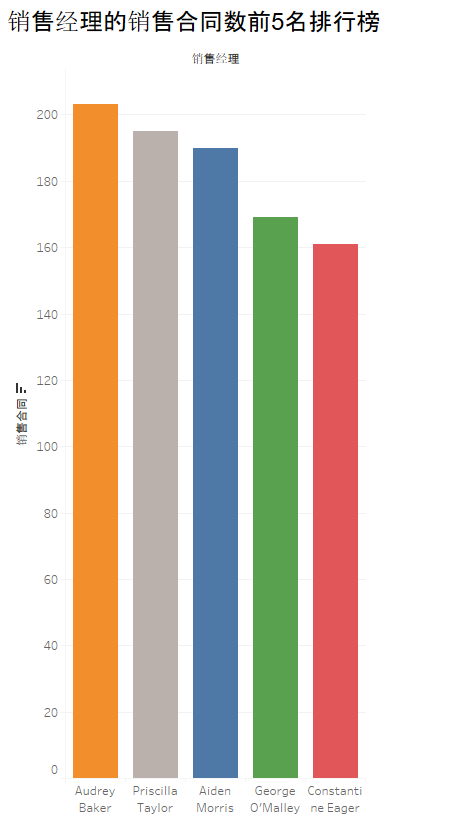 销售经理的销售合同数前5名排行榜
销售经理
销售合同
200
180
160
140
120
100
80
60
40
20
0
Audrey
Baker
Priscilla
Taylor
Aiden
Morris
George
O'Malley
Constanti
ne Eager